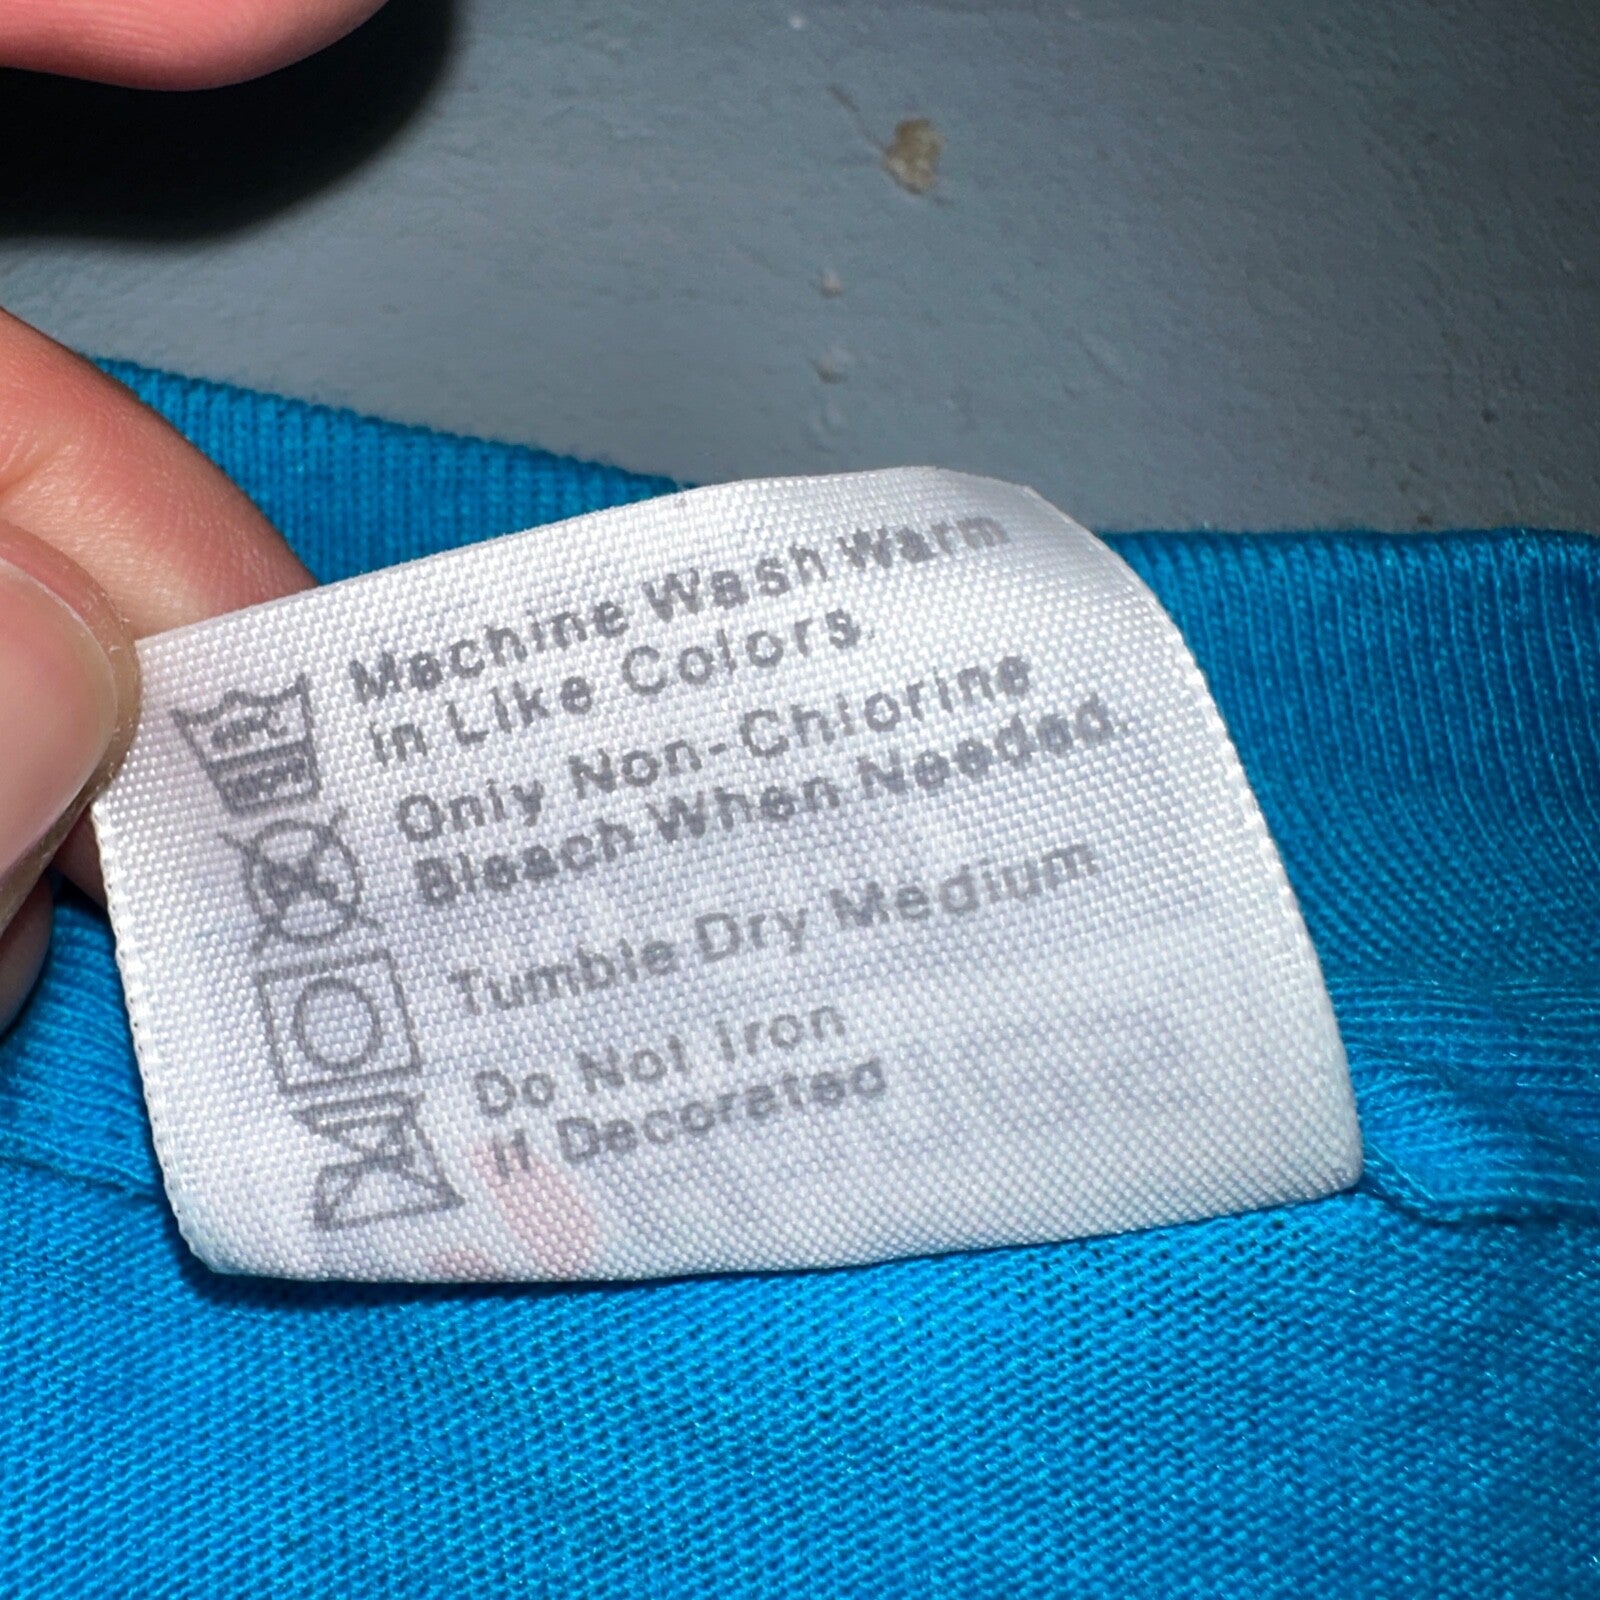 Machine Wash Warm
in Like Colors.
Only Non-Chlorine
Bleach When Needed.
Tumble Dry Medium
Do Not Iron
If Decorated